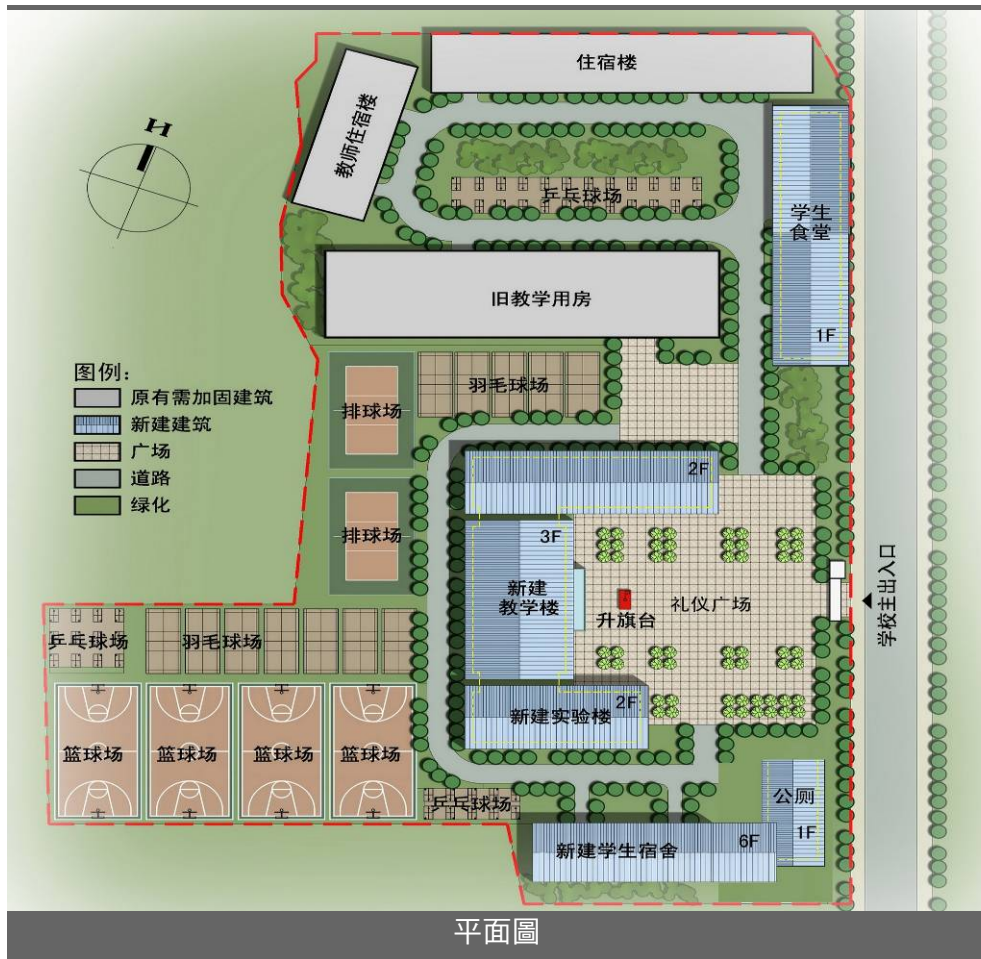 住宿楼
教师住宿楼
N
乒乓球场
学生
食堂
1F
旧教学用房
图例：
原有需加固建筑
新建建筑
广场
道路
绿化
排球场
羽毛球场
2F
3F
新建
教学楼
排球场
升旗台
礼仪广场
学校主出入口
乒乓球场
羽毛球场
新建实验楼
2F
篮球场
篮球场
篮球场
篮球场
乒乓球场
公厕
1F
新建学生宿舍
6F
平面圖